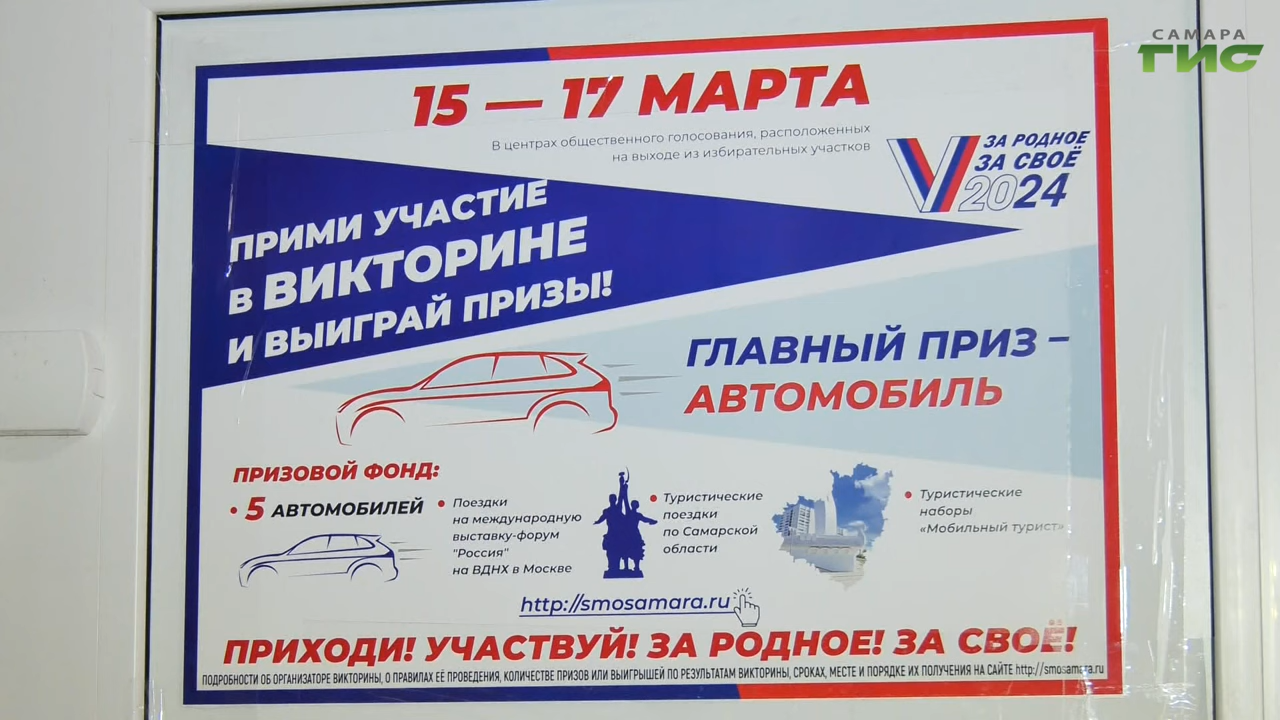 САМАРА
ГИС
15 — 17 МАРТА
В центрах общественного голосования, расположенных
на выходе из избирательных участков
ЗА РОДНОЕ
ЗА СВОЁ
2024
ПРИМИ УЧАСТИЕ
в ВИКТОРИНЕ
и ВЫИГРАЙ ПРИЗЫ!
ГЛАВНЫЙ ПРИЗ –
АВТОМОБИЛЬ
ПРИЗОВОЙ ФОНД:
• 5 АВТОМОБИЛЕЙ
• Поездки
на международную
выставку-форум
"Россия"
на ВДНХ в Москве
• Туристические
поездки
по Самарской
области
• Туристические
наборы
«Мобильный турист»
http://smosamara.ru
ПРИХОДИ! УЧАСТВУЙ! ЗА РОДНОЕ! ЗА СВОЁ!
ПОДРОБНОСТИ ОБ ОРГАНИЗАТОРЕ ВИКТОРИНЫ, О ПРАВИЛАХ ЕЁ ПРОВЕДЕНИЯ, КОЛИЧЕСТВЕ ПРИЗОВ ИЛИ ВЫИГРЫШЕЙ ПО РЕЗУЛЬТАТАМ ВИКТОРИНЫ, СРОКАХ, МЕСТЕ И ПОРЯДКЕ ИХ ПОЛУЧЕНИЯ НА САЙТЕ http://smosamara.ru